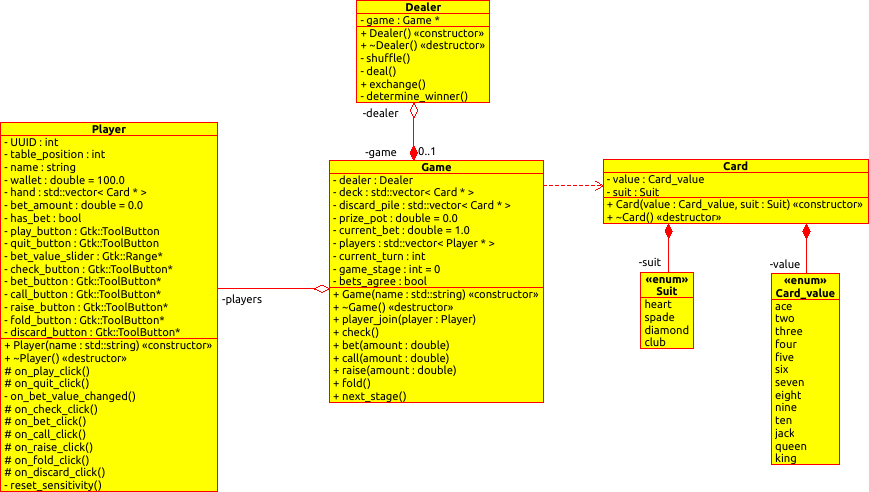 Dealer
- game : Game *
+ Dealer() «constructor»
+ ~Dealer() «destructor»
- shuffle()
- deal()
+ exchange()
- determine_winner()
-dealer
-game
0..1
Player
- UUID : int
- table_position : int
- name : string
- wallet : double = 100.0
- hand : std::vector< Card * >
- bet_amount : double = 0.0
- has_bet : bool
- play_button : Gtk::ToolButton
- quit_button : Gtk::ToolButton
- bet_value_slider : Gtk::Range*
- check_button : Gtk::ToolButton*
- bet_button : Gtk::ToolButton*
- call_button : Gtk::ToolButton*
- raise_button : Gtk::ToolButton*
- fold_button : Gtk::ToolButton*
- discard_button : Gtk::ToolButton*
+ Player(name : std::string) «constructor»
+ ~Player() «destructor»
# on_play_click()
# on_quit_click()
- on_bet_value_changed()
# on_check_click()
# on_bet_click()
# on_call_click()
# on_raise_click()
# on_fold_click()
# on_discard_click()
- reset_sensitivity()
-players
Game
- dealer : Dealer
- deck : std::vector< Card * >
- discard_pile : std::vector< Card * >
- prize_pot : double = 0.0
- current_bet : double = 1.0
- players : std::vector< Player * >
- current_turn : int
- game_stage : int = 0
- bets_agree : bool
+ Game(name : std::string) «constructor»
+ ~Game() «destructor»
+ player_join(player : Player)
+ check()
+ bet(amount : double)
+ call(amount : double)
+ raise(amount : double)
+ fold()
+ next_stage()
Card
- value : Card_value
- suit : Suit
+ Card(value : Card_value, suit : Suit) «constructor»
+ ~Card() «destructor»
-suit
-value
«enum»
Suit
heart
spade
diamond
club
«enum»
Card_value
ace
two
three
four
five
six
seven
eight
nine
ten
jack
queen
king